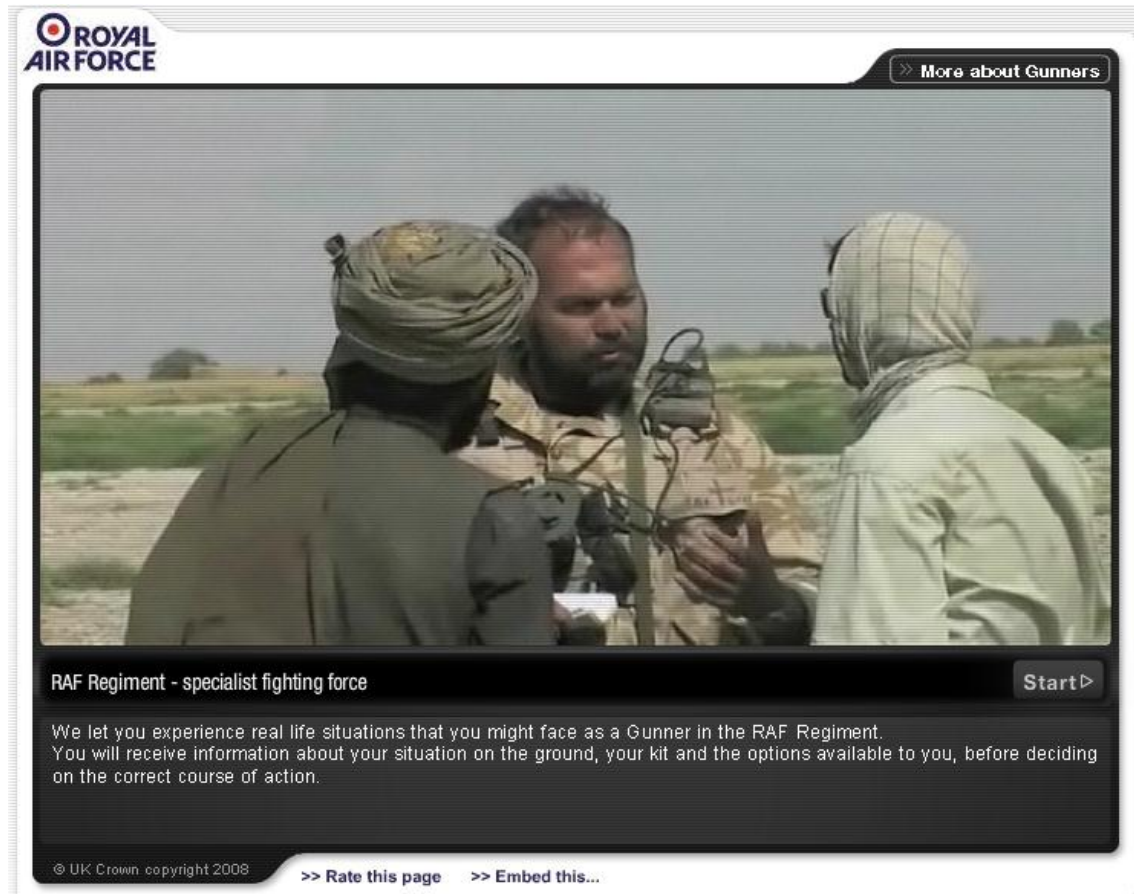 ROYAL
AIR FORCE
>> More about Gunners
RAF Regiment - specialist fighting force
Start
We let you experience real life situations that you might face as a Gunner in the RAF Regiment.
You will receive information about your situation on the ground, your kit and the options available to you, before deciding
on the correct course of action.
© UK Crown copyright 2008
>> Rate this page >> Embed this...